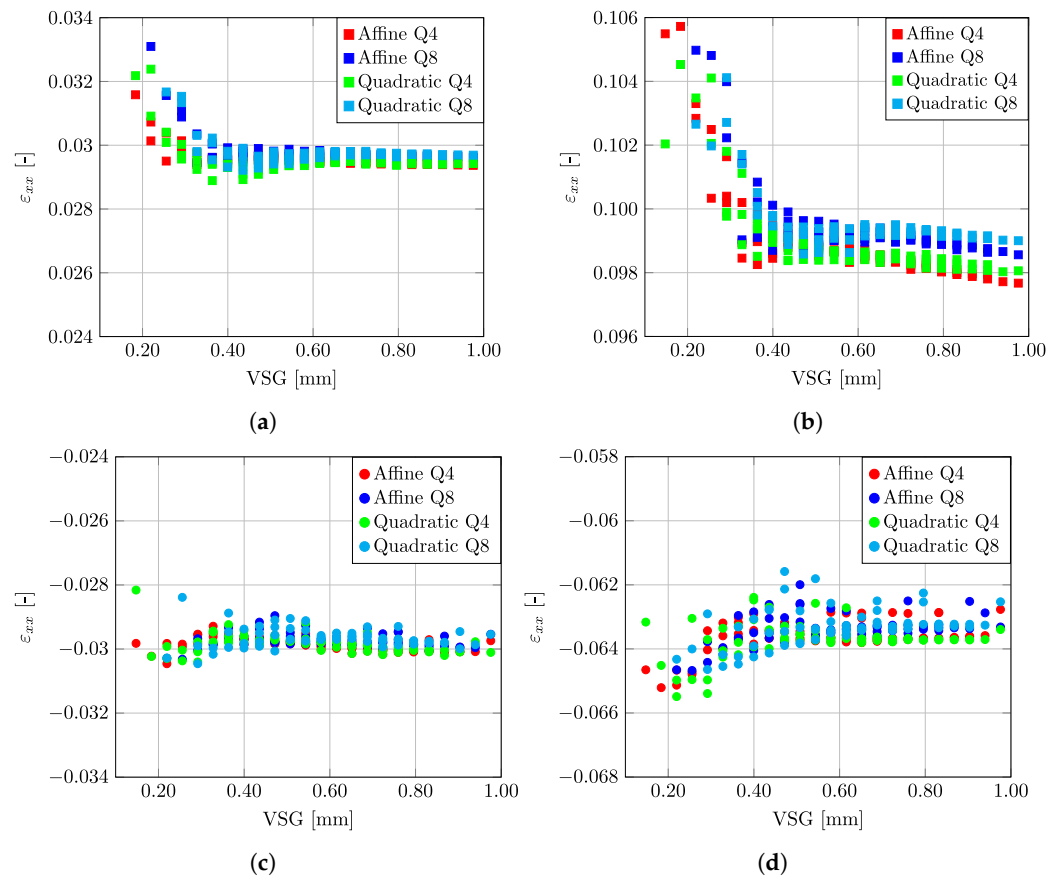 0.034
0.032
0.03
0.028
0.026
0.024
εxx [-]
0.20 0.40 0.60 0.80 1.00
VSG [mm]
Affine Q4
Affine Q8
Quadratic Q4
Quadratic Q8
(a)
0.106
0.104
0.102
0.100
0.098
0.096
εxx [-]
0.20 0.40 0.60 0.80 1.00
VSG [mm]
Affine Q4
Affine Q8
Quadratic Q4
Quadratic Q8
(b)
−0.024
−0.026
−0.028
−0.03
−0.032
−0.034
εxx [-]
0.20 0.40 0.60 0.80 1.00
VSG [mm]
Affine Q4
Affine Q8
Quadratic Q4
Quadratic Q8
(c)
−0.058
−0.06
−0.062
−0.064
−0.066
−0.068
εxx [-]
0.20 0.40 0.60 0.80 1.00
VSG [mm]
Affine Q4
Affine Q8
Quadratic Q4
Quadratic Q8
(d)